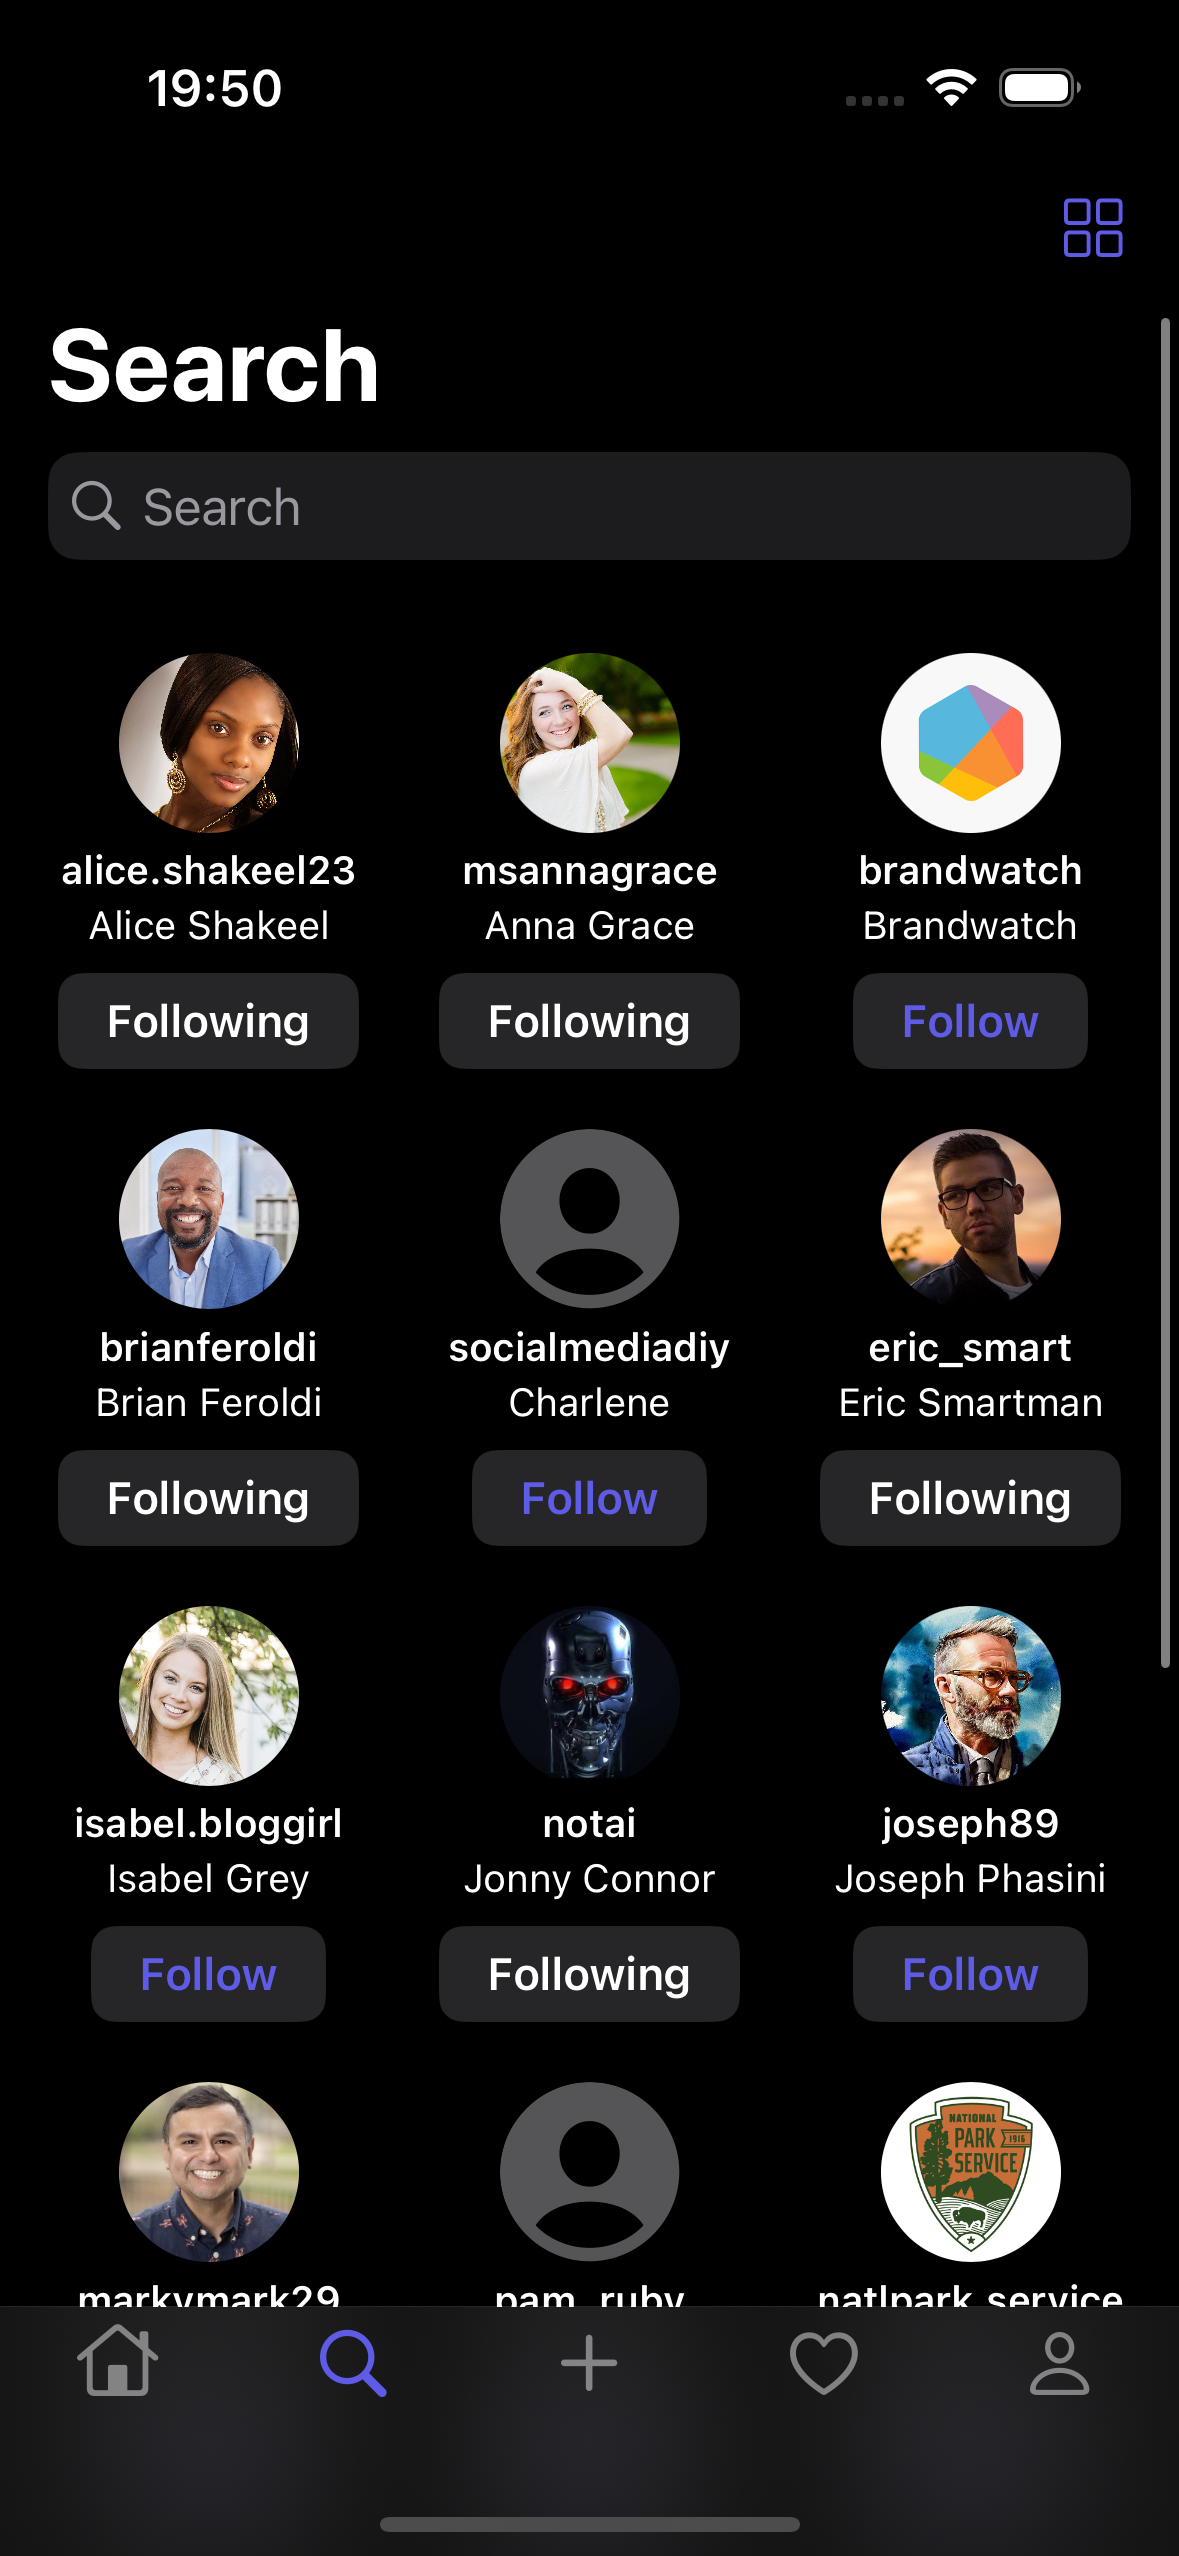 19:50
Search
Search
alice.shakeel23
Alice Shakeel
Following
msannagrace
Anna Grace
Following
brandwatch
Brandwatch
Follow
brianferoldi
Brian Feroldi
Following
socialmediadiy
Charlene
Follow
eric_smart
Eric Smartman
Following
isabel.bloggirl
Isabel Grey
Follow
notai
Jonny Connor
Following
joseph89
Joseph Phasini
Follow
markymark29
pam_ruby
NATIONAL
PARK
1916
SERVICE
natlpark.service